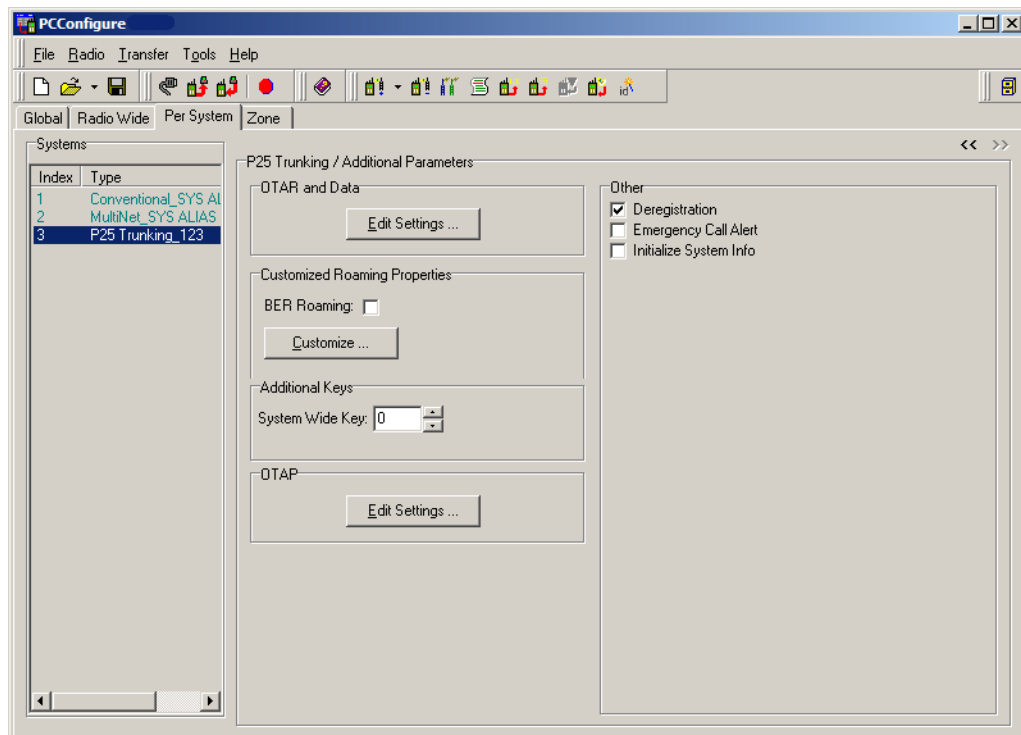 PCConfigure
File Radio Transfer Tools Help
id
Global Radio Wide Per System Zone
Systems
<< >>
Index Type
1 Conventional_SYS AL
2 MultiNet_SYS ALIAS
3 P25 Trunking_123
P25 Trunking / Additional Parameters
OTAR and Data
Edit Settings ...
Customized Roaming Properties
BER Roaming:
Customize ...
Additional Keys
System Wide Key: 0
OTAP
Edit Settings ...
Other
Deregistration
Emergency Call Alert
Initialize System Info